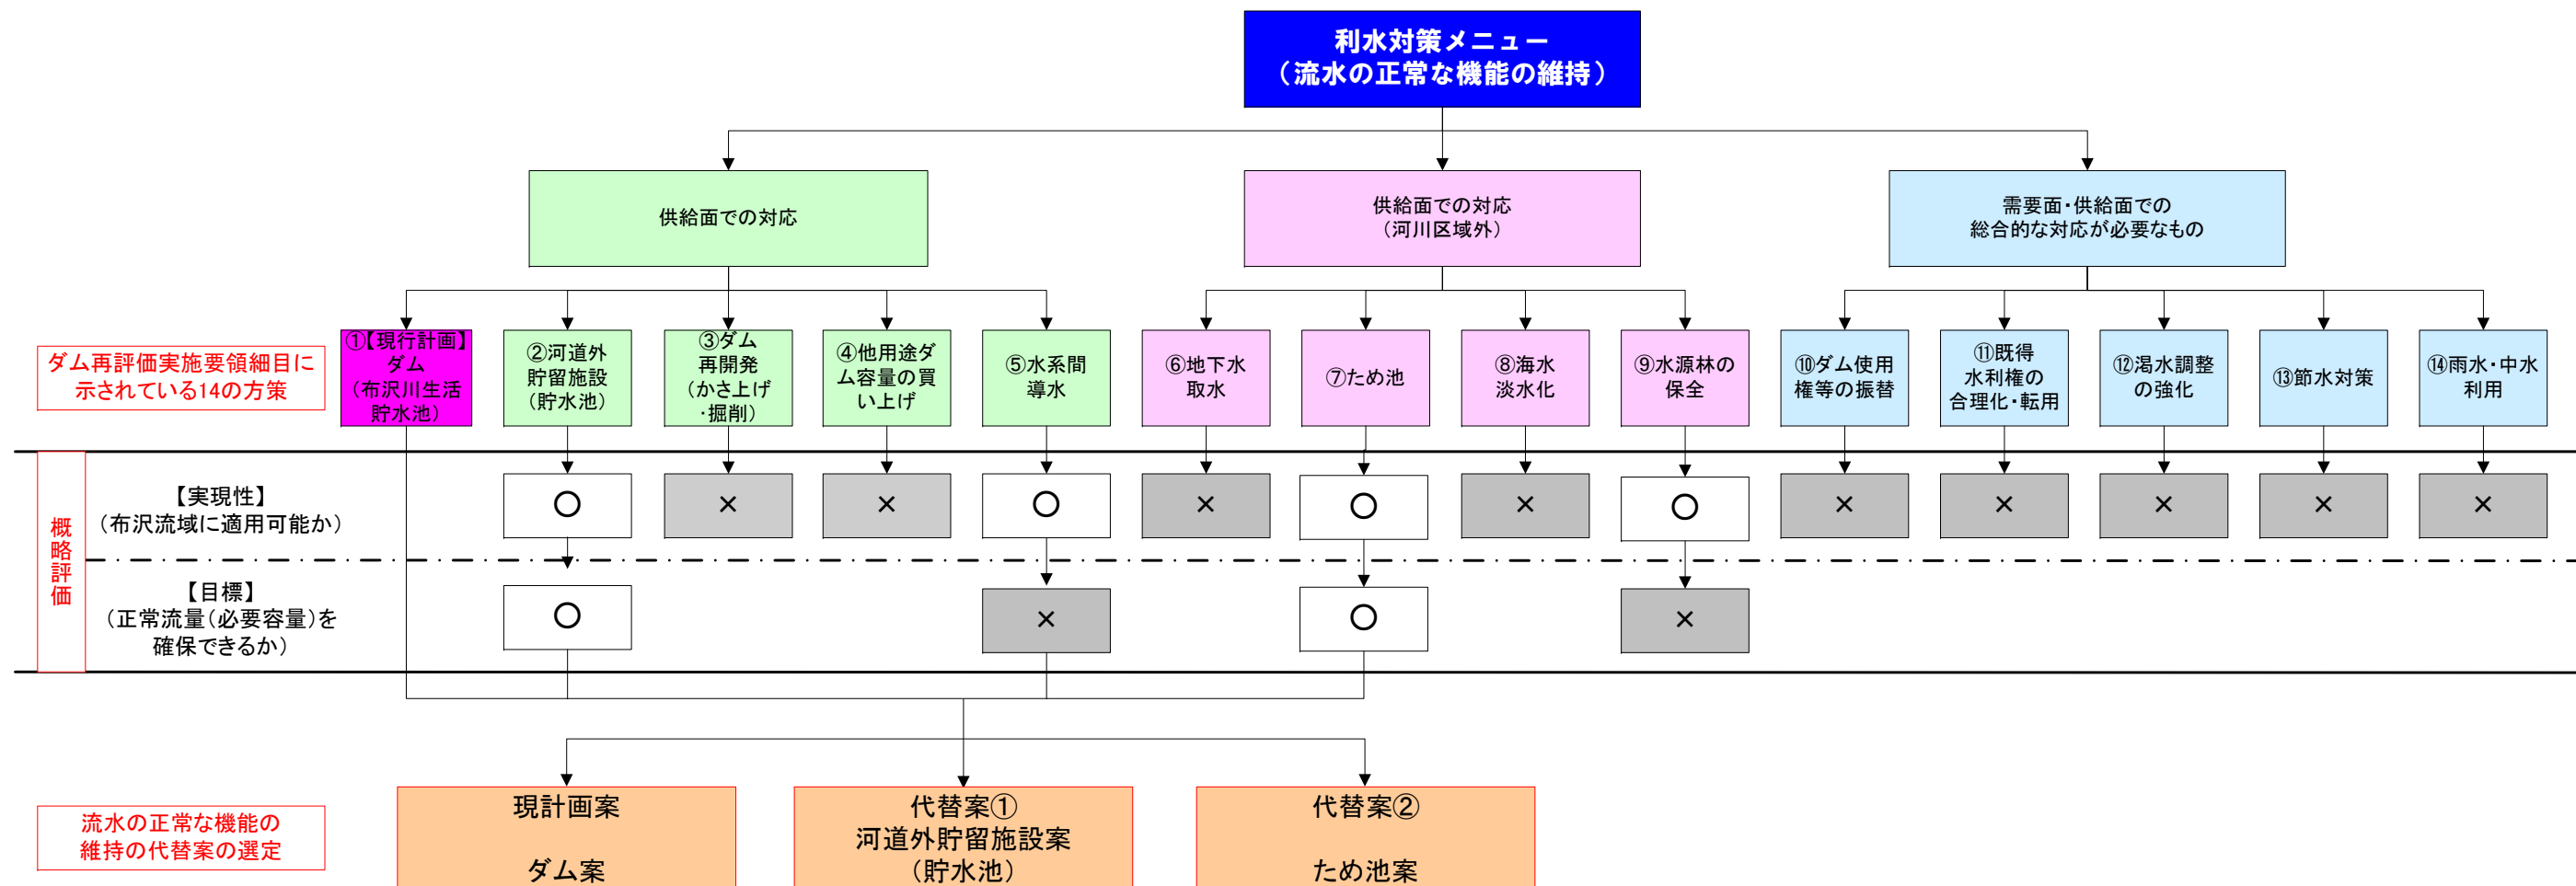 利水対策メニュー
（流水の正常な機能の維持）
供給面での対応
供給面での対応
（河川区域外）
需要面・供給面での
総合的な対応が必要なもの
ダム再評価実施要領細目に
示されている14の方策
①【現行計画】
ダム
（布沢川生活
貯水池）
②河道外
貯留施設
（貯水池）
③ダム
再開発
（かさ上げ
・掘削）
④他用途ダ
ム容量の買
い上げ
⑤水系間
導水
⑥地下水
取水
⑦ため池
⑧海水
淡水化
⑨水源林の
保全
⑩ダム使用
権等の振替
⑪既得
水利権の
合理化・転用
⑫渇水調整
の強化
⑬節水対策
⑭雨水・中水
利用
概略評価
【実現性】
（布沢流域に適用可能か）
○ × × ○ × ○ × ○ × × × × ×
【目標】
（正常流量（必要容量）を
確保できるか）
○ × ○ ×
流水の正常な機能の
維持の代替案の選定
現計画案
ダム案
代替案①
河道外貯留施設案
（貯水池）
代替案②
ため池案